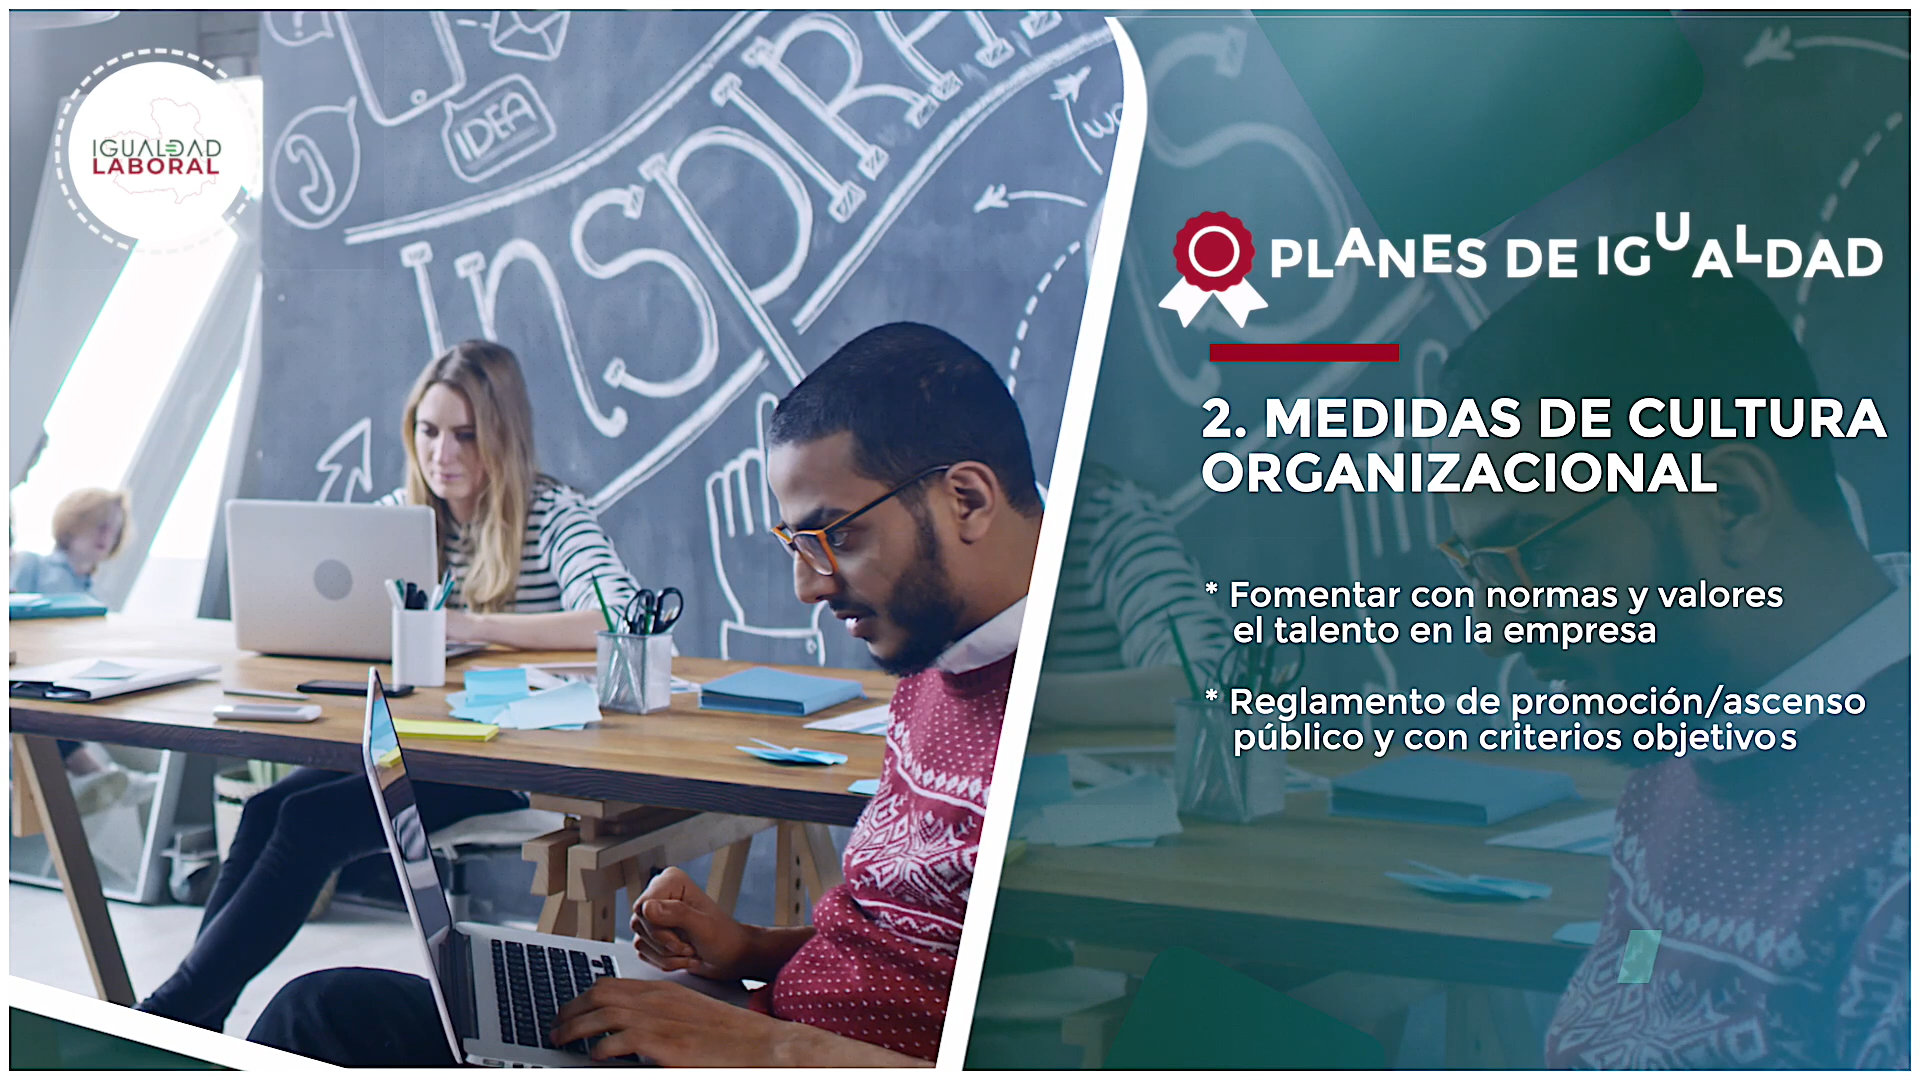 IGUALDAD
LABORAL
IDEA
INSPIRA
PLANES DE IGUALDAD
2. MEDIDAS DE CULTURA
ORGANIZACIONAL
* Fomentar con normas y valores
el talento en la empresa
* Reglamento de promoción/ascenso
público y con criterios objetivos